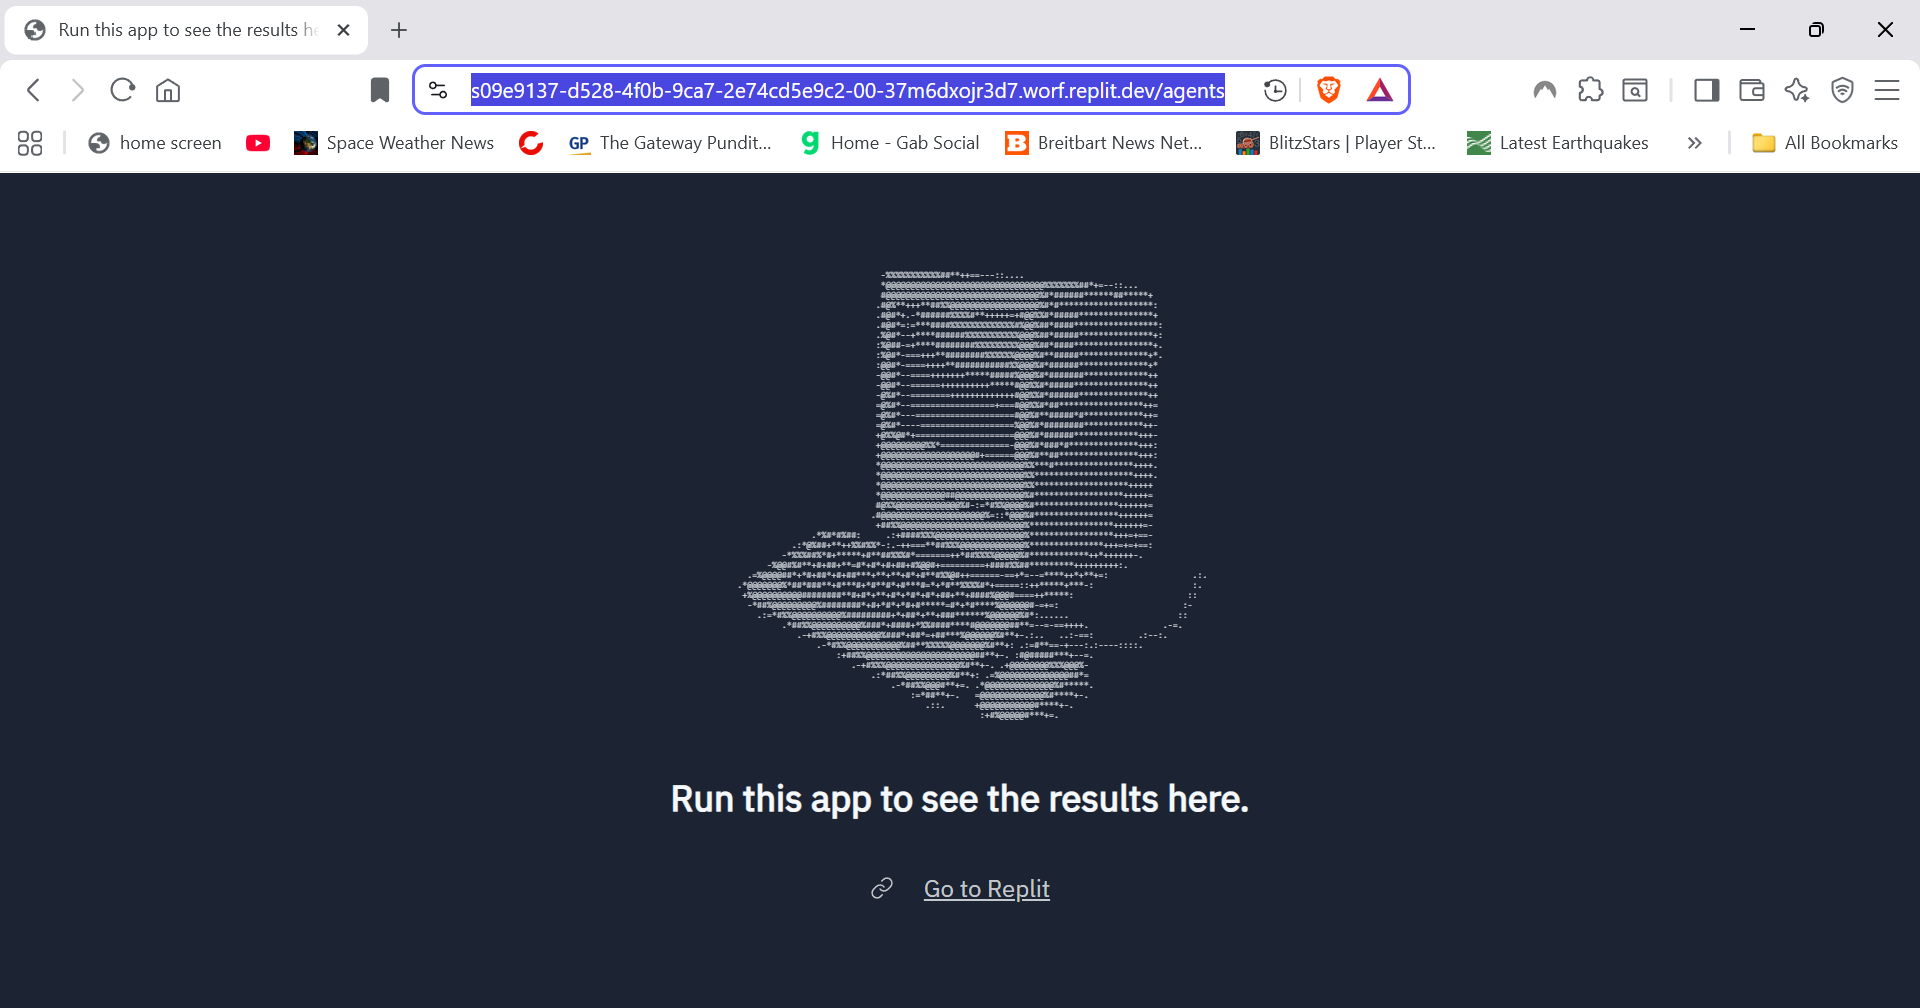 Run this app to see the results he
s09e9137-d528-4f0b-9ca7-2e74cd5e9c2-00-37m6dxojr3d7.worf.replit.dev/agents
home screen
Space Weather News
GP The Gateway Pundit...
Home - Gab Social
B Breitbart News Net...
BlitzStars | Player St...
Latest Earthquakes
All Bookmarks
Run this app to see the results here.
Go to Replit